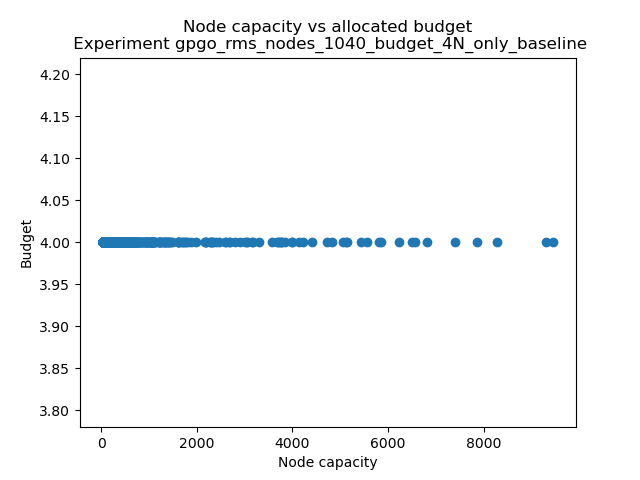 Node capacity vs allocated budget
Experiment gpgo_rms_nodes_1040_budget_4N_only_baseline
4.20
4.15
4.10
4.05
4.00
3.95
3.90
3.85
3.80
Budget
0 2000 4000 6000 8000
Node capacity